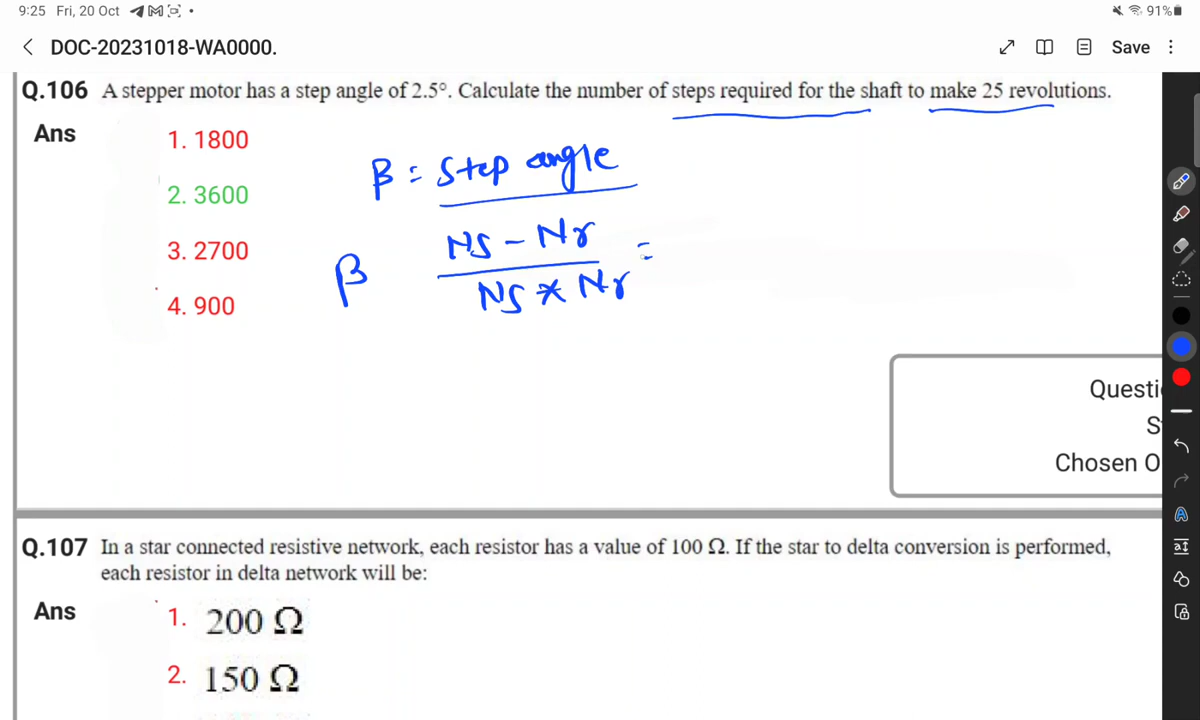 9:25 Fri, 20 Oct
91%
DOC-20231018-WA0000.
Save
Q.106 A stepper motor has a step angle of 2.5°. Calculate the number of steps required for the shaft to make 25 revolutions.
Ans
1. 1800
2. 3600
3. 2700
4. 900
β = Step angle
β NS - Nr =
NS * Nr
Questi
S
Chosen O
Q.107 In a star connected resistive network, each resistor has a value of 100 Ω. If the star to delta conversion is performed,
each resistor in delta network will be:
Ans
1. 200 Ω
2. 150 Ω